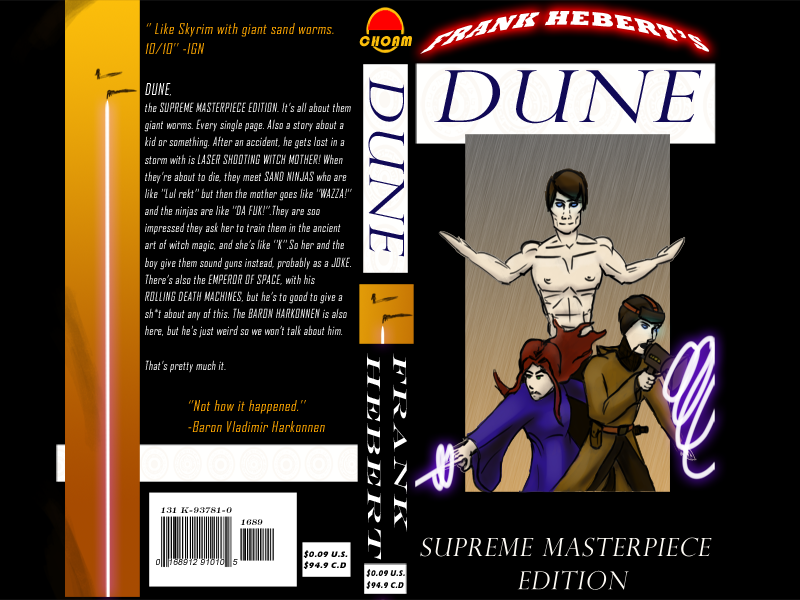 “ Like Skyrim with giant sand worms.
10/10” -IGN
DUNE,
the SUPREME MASTERPIECE EDITION. It's all about them
giant worms. Every single page. Also a story about a
kid or something. After an accident, he gets lost in a
storm with is LASER SHOOTING WITCH MOTHER! When
they're about to die, they meet SAND NINJAS who are
like “Lul rekt” but then the mother goes like “WAZZA!”
and the ninjas are like “DA FUK!”.They are soo
impressed they ask her to train them in the ancient
art of witch magic, and she's like “K”.So her and the
boy give them sound guns instead, probably as a JOKE.
There's also the EMPEROR OF SPACE, with his
ROLLING DEATH MACHINES, but he's to good to give a
sh*t about any of this. The BARON HARKONNEN is also
here, but he's just weird so we won't talk about him.
That's pretty much it.
“Not how it happened.”
-Baron Vladimir Harkonnen
131 K-93781-0
1689
0 168912 91010 5
$0.09 U.S.
$94.9 C.D
CHOAM
DUNE
FRANK
HEBERT
$0.09 U.S.
$94.9 C.D
FRANK HEBERT'S
DUNE
SUPREME MASTERPIECE
EDITION